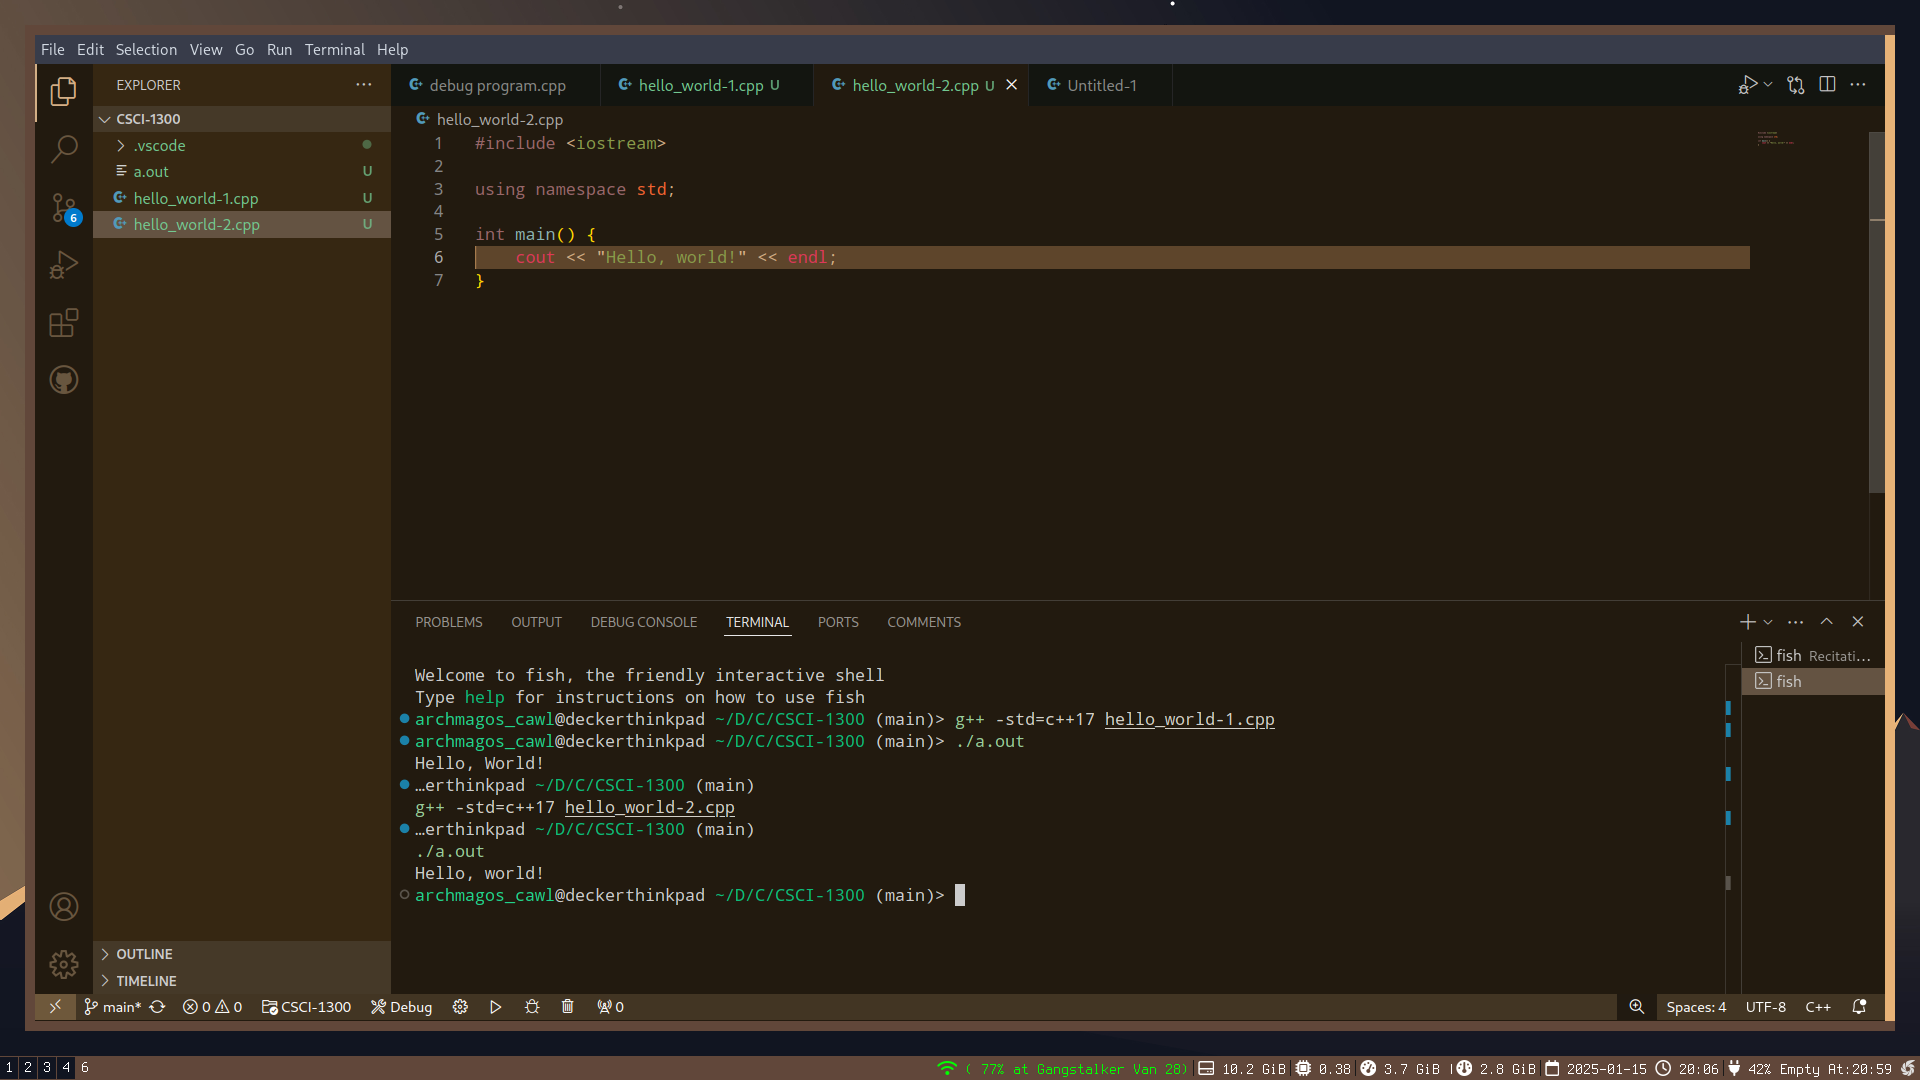 File Edit Selection View Go Run Terminal Help
EXPLORER
debug program.cpp
hello_world-1.cpp U
hello_world-2.cpp U
Untitled-1
CSCI-1300
.vscode
a.out U
hello_world-1.cpp U
hello_world-2.cpp U
6
hello_world-2.cpp
1 #include <iostream>
2
3 using namespace std;
4
5 int main() {
6 cout << "Hello, world!" << endl;
7 }
PROBLEMS OUTPUT DEBUG CONSOLE TERMINAL PORTS COMMENTS
fish Recitati...
fish
Welcome to fish, the friendly interactive shell
Type help for instructions on how to use fish
archmagos_cawl@deckerthinkpad ~/D/C/CSCI-1300 (main)> g++ -std=c++17 hello_world-1.cpp
archmagos_cawl@deckerthinkpad ~/D/C/CSCI-1300 (main)> ./a.out
Hello, World!
…erthinkpad ~/D/C/CSCI-1300 (main)
g++ -std=c++17 hello_world-2.cpp
…erthinkpad ~/D/C/CSCI-1300 (main)
./a.out
Hello, world!
archmagos_cawl@deckerthinkpad ~/D/C/CSCI-1300 (main)>
OUTLINE
TIMELINE
main* 0 0 CSCI-1300 Debug 0 Spaces: 4 UTF-8 C++
1 2 3 4 6 ( 77% at Gangstalker Van 28) 10.2 GiB 0.38 3.7 GiB | 2.8 GiB 2025-01-15 20:06 42% Empty At:20:59